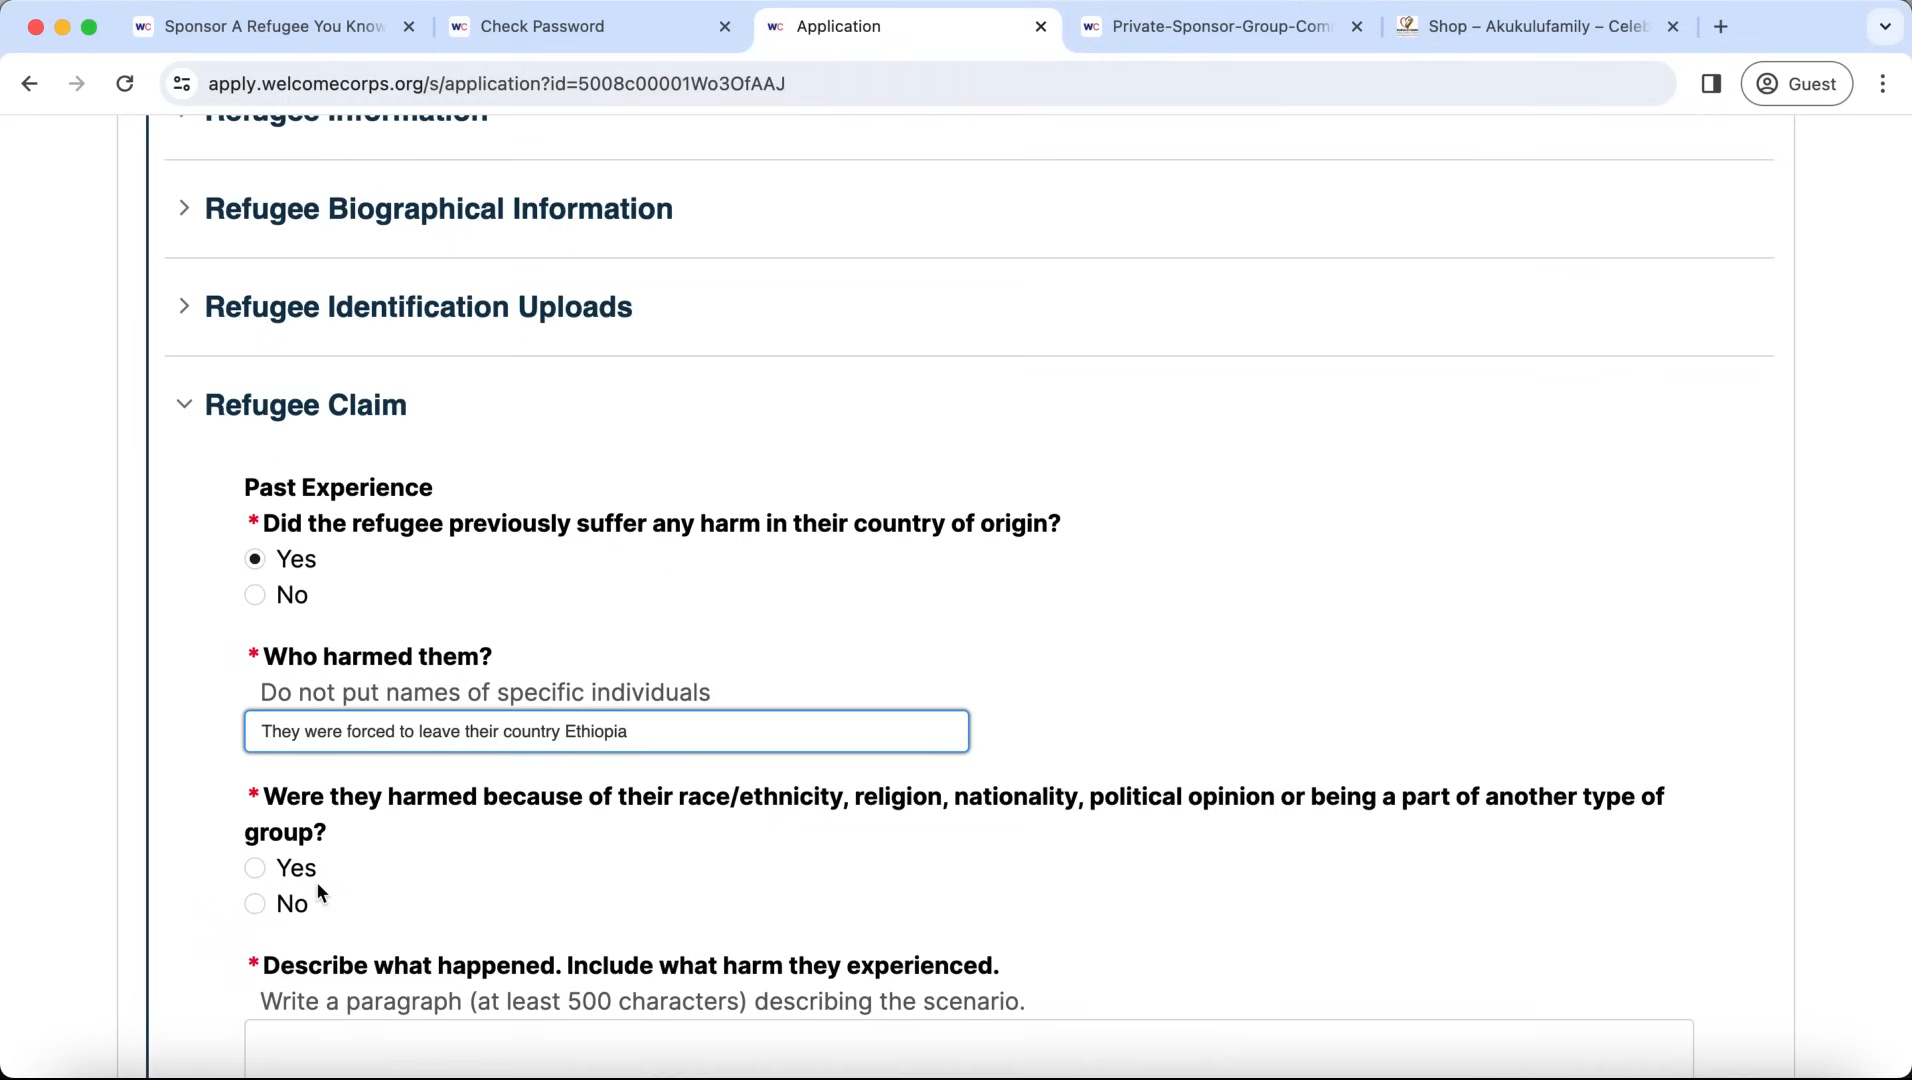 Sponsor A Refugee You Know
Check Password
Application
Private-Sponsor-Group-Com
Shop – Akukulufamily – Celeb
apply.welcomecorps.org/s/application?id=5008c00001Wo3OfAAJ
Guest
Refugee Information
Refugee Biographical Information
Refugee Identification Uploads
Refugee Claim
Past Experience
*Did the refugee previously suffer any harm in their country of origin?
Yes
No
*Who harmed them?
Do not put names of specific individuals
They were forced to leave their country Ethiopia
*Were they harmed because of their race/ethnicity, religion, nationality, political opinion or being a part of another type of
group?
Yes
No
*Describe what happened. Include what harm they experienced.
Write a paragraph (at least 500 characters) describing the scenario.